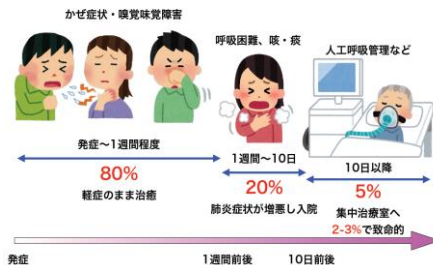 かぜ症状・嗅覚味覚障害
呼吸困難、咳・痰
人工呼吸管理など
発症〜1週間程度
80%
軽症のまま治癒
1週間〜10日
20%
肺炎症状が増悪し入院
10日以降
5%
集中治療室へ
2-3%で致命的
発症
1週間前後
10日前後